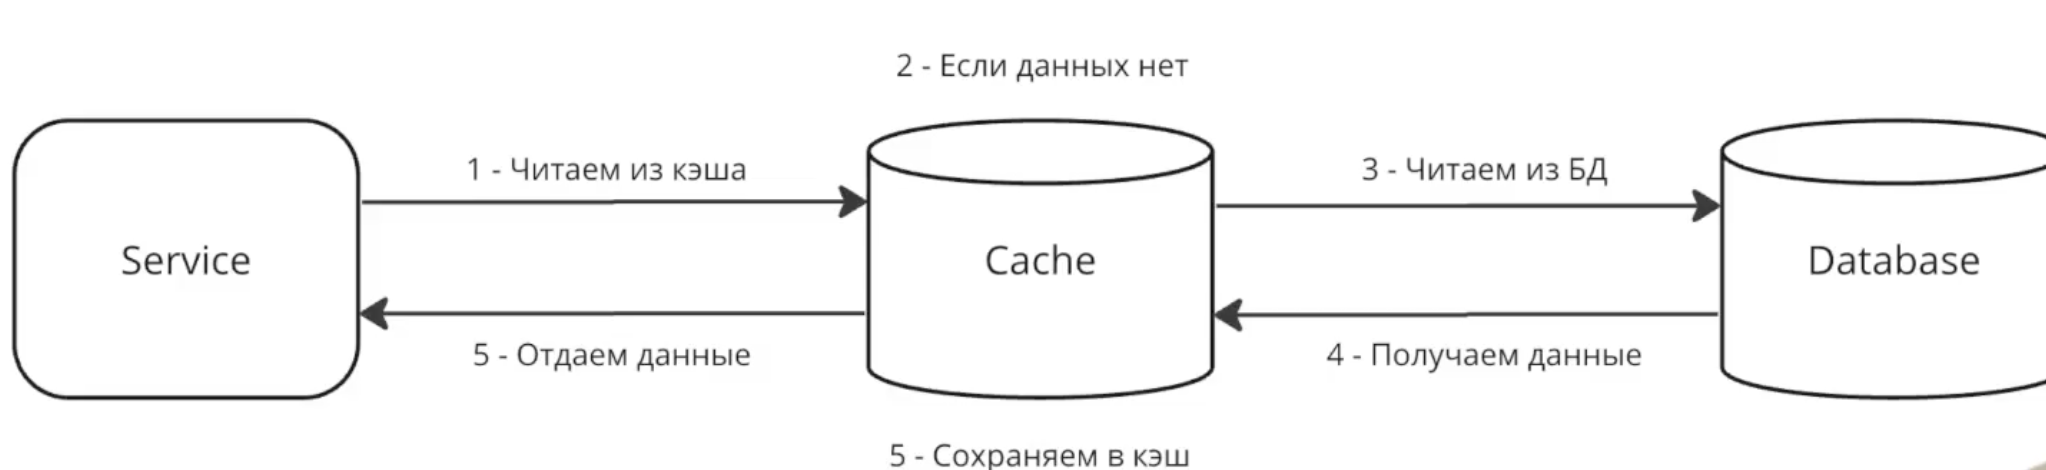 2 - Если данных нет
1 - Читаем из кэша
3 - Читаем из БД
Service
Cache
Database
5 - Отдаем данные
4 - Получаем данные
5 - Сохраняем в кэш